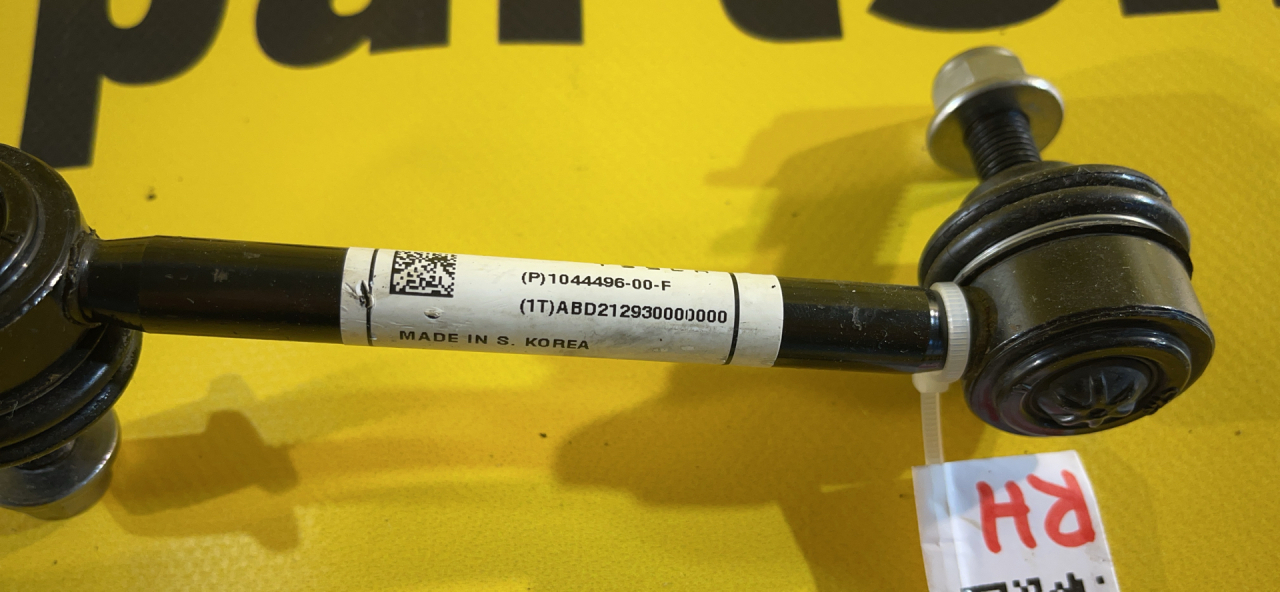 (P)1044496-00-F
(1T)ABD212930000000
MADE IN S. KOREA
RH